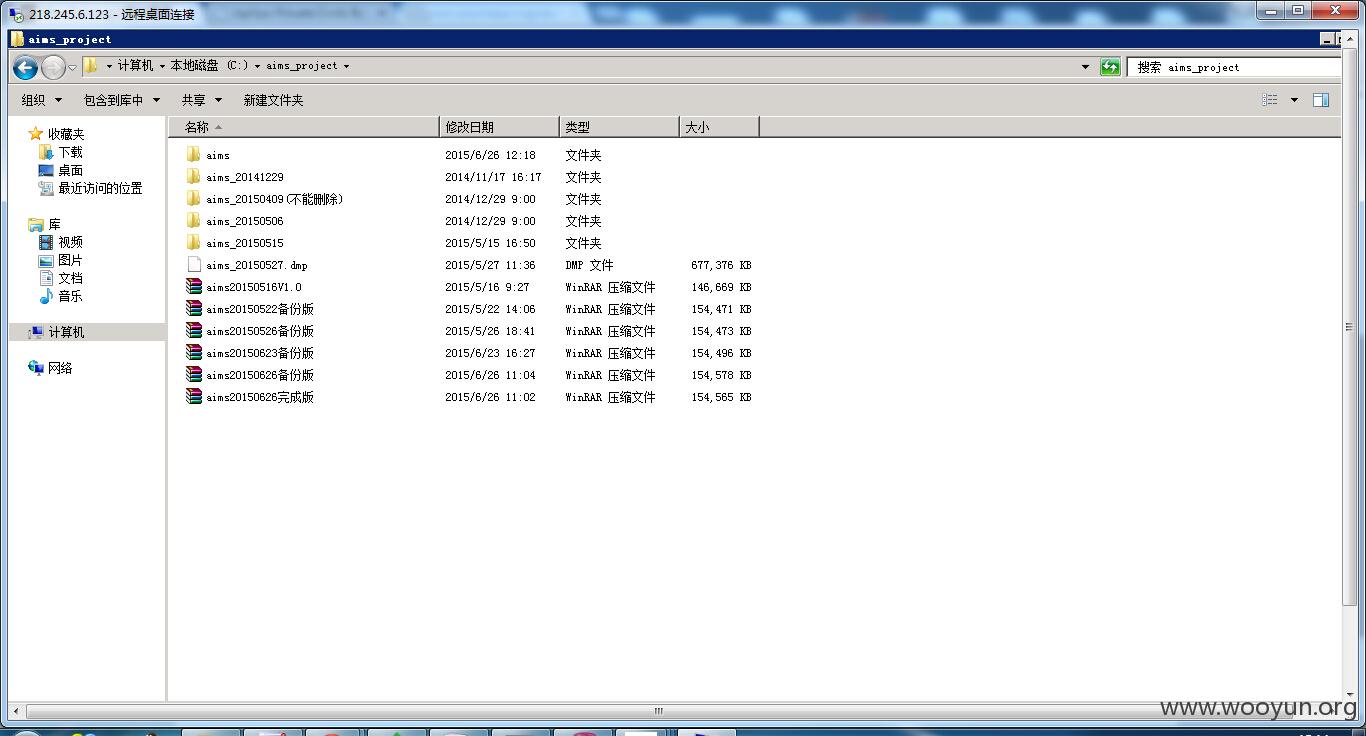 218.245.6.123 - 远程桌面连接
aims_project
计算机 本地磁盘 (C:) aims_project 搜索 aims_project
组织 包含到库中 共享 新建文件夹
名称 修改日期 类型 大小
收藏夹
下载
桌面
最近访问的位置
库
视频
图片
文档
音乐
计算机
网络
aims 2015/6/26 12:18 文件夹
aims_20141229 2014/11/17 16:17 文件夹
aims_20150409(不能删除) 2014/12/29 9:00 文件夹
aims_20150506 2014/12/29 9:00 文件夹
aims_20150515 2015/5/15 16:50 文件夹
aims_20150527.dmp 2015/5/27 11:36 DMP 文件 677,376 KB
aims20150516V1.0 2015/5/16 9:27 WinRAR 压缩文件 146,669 KB
aims20150522备份版 2015/5/22 14:06 WinRAR 压缩文件 154,471 KB
aims20150526备份版 2015/5/26 18:41 WinRAR 压缩文件 154,473 KB
aims20150623备份版 2015/6/23 16:27 WinRAR 压缩文件 154,496 KB
aims20150626备份版 2015/6/26 11:04 WinRAR 压缩文件 154,578 KB
aims20150626完成版 2015/6/26 11:02 WinRAR 压缩文件 154,565 KB
www.wooyun.org